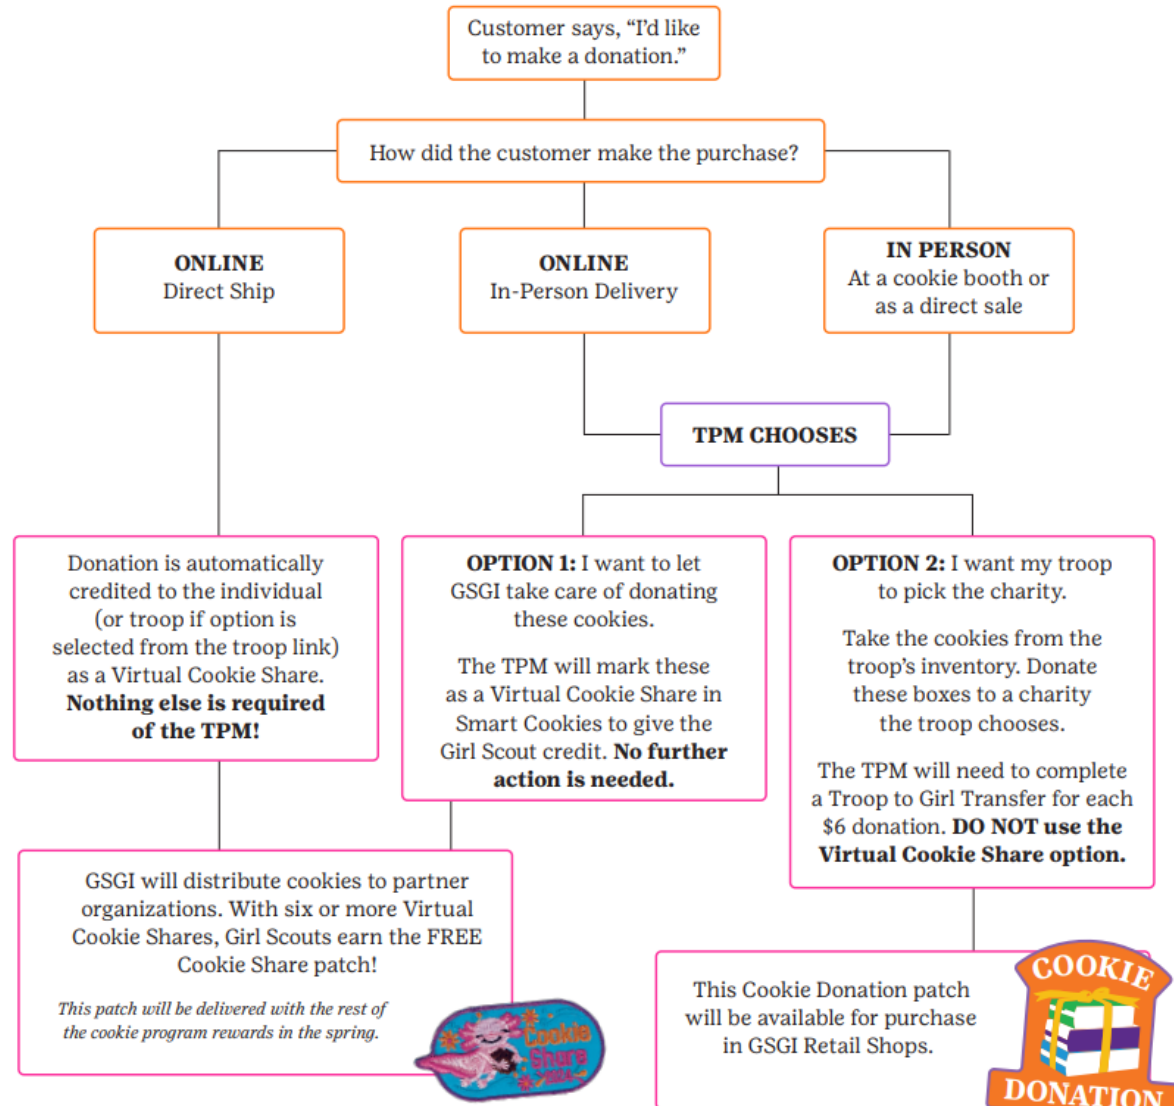 Customer says, “I’d like
to make a donation.”
How did the customer make the purchase?
ONLINE
Direct Ship
ONLINE
In-Person Delivery
IN PERSON
At a cookie booth or
as a direct sale
TPM CHOOSES
Donation is automatically
credited to the individual
(or troop if option is
selected from the troop link)
as a Virtual Cookie Share.
Nothing else is required
of the TPM!
OPTION 1: I want to let
GSGI take care of donating
these cookies.
The TPM will mark these
as a Virtual Cookie Share in
Smart Cookies to give the
Girl Scout credit. No further
action is needed.
OPTION 2: I want my troop
to pick the charity.
Take the cookies from the
troop’s inventory. Donate
these boxes to a charity
the troop chooses.
The TPM will need to complete
a Troop to Girl Transfer for each
$6 donation. DO NOT use the
Virtual Cookie Share option.
GSGI will distribute cookies to partner
organizations. With six or more Virtual
Cookie Shares, Girl Scouts earn the FREE
Cookie Share patch!
This patch will be delivered with the rest of
the cookie program rewards in the spring.
Cookie
Share
This Cookie Donation patch
will be available for purchase
in GSGI Retail Shops.
COOKIE
DONATION